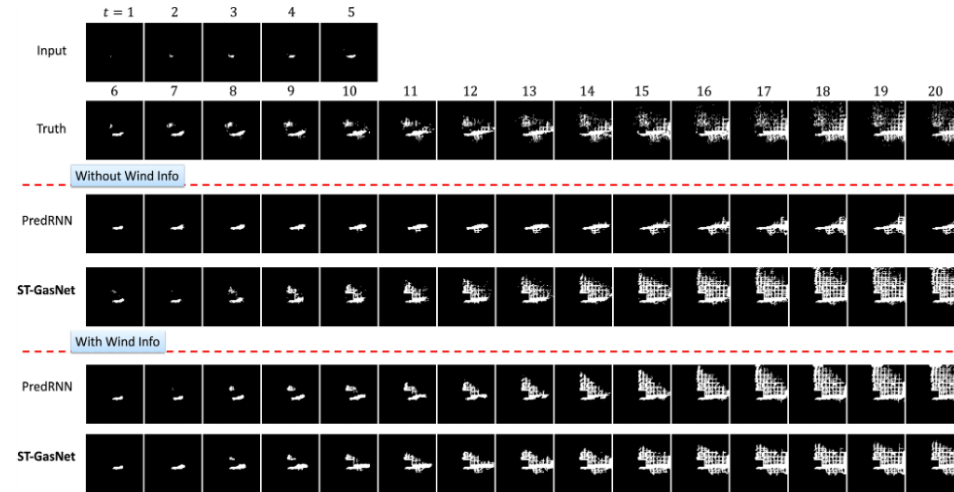 t = 1 2 3 4 5
Input
6 7 8 9 10 11 12 13 14 15 16 17 18 19 20
Truth
Without Wind Info
PredRNN
ST-GasNet
With Wind Info
PredRNN
ST-GasNet